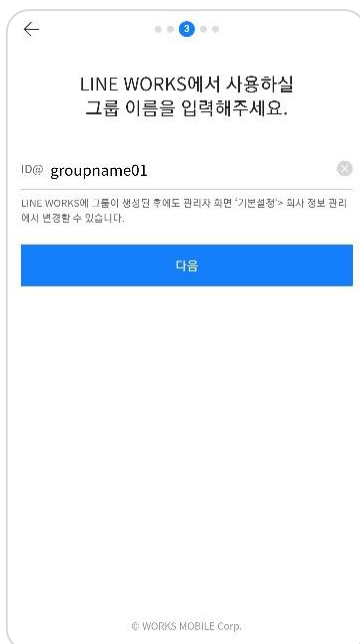 3
LINE WORKS에서 사용하실
그룹 이름을 입력해주세요.
ID@ groupname01
LINE WORKS에 그룹이 생성된 후에도 관리자 화면 '기본설정'> 회사 정보 관리
에서 변경할 수 있습니다.
다음
© WORKS MOBILE Corp.